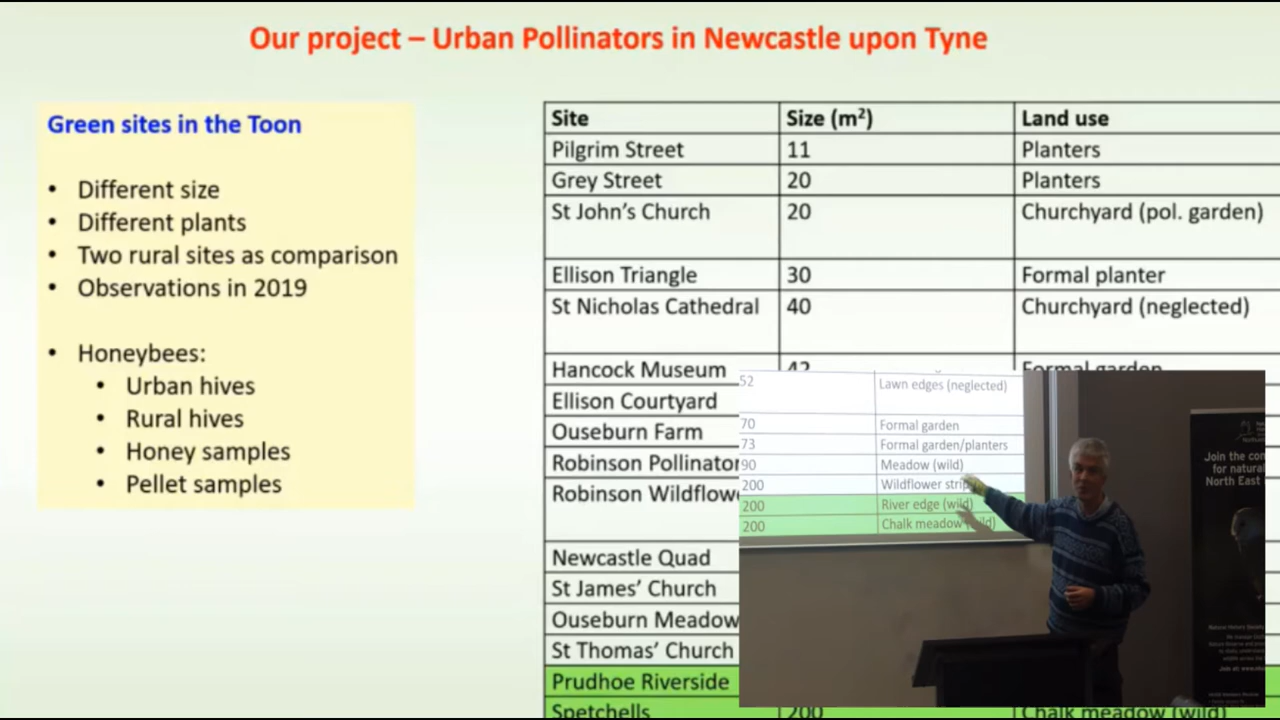 Our project – Urban Pollinators in Newcastle upon Tyne
Green sites in the Toon
• Different size
• Different plants
• Two rural sites as comparison
• Observations in 2019
• Honeybees:
• Urban hives
• Rural hives
• Honey samples
• Pellet samples
Site Size (m²) Land use
Pilgrim Street 11 Planters
Grey Street 20 Planters
St John's Church 20 Churchyard (pol. garden)
Ellison Triangle 30 Formal planter
St Nicholas Cathedral 40 Churchyard (neglected)
Hancock Museum 42 Formal garden
Ellison Courtyard
Ouseburn Farm
Robinson Pollinator
Robinson Wildflowe
Newcastle Quad
St James' Church
Ouseburn Meadow
St Thomas' Church
Prudhoe Riverside
Spetchells 200 Chalk meadow (wild)
52 Lawn edges (neglected)
70 Formal garden
73 Formal garden/planters
90 Meadow (wild)
200 Wildflower strip
200 River edge (wild)
200 Chalk meadow (wild)
Join the con
for natural
North East